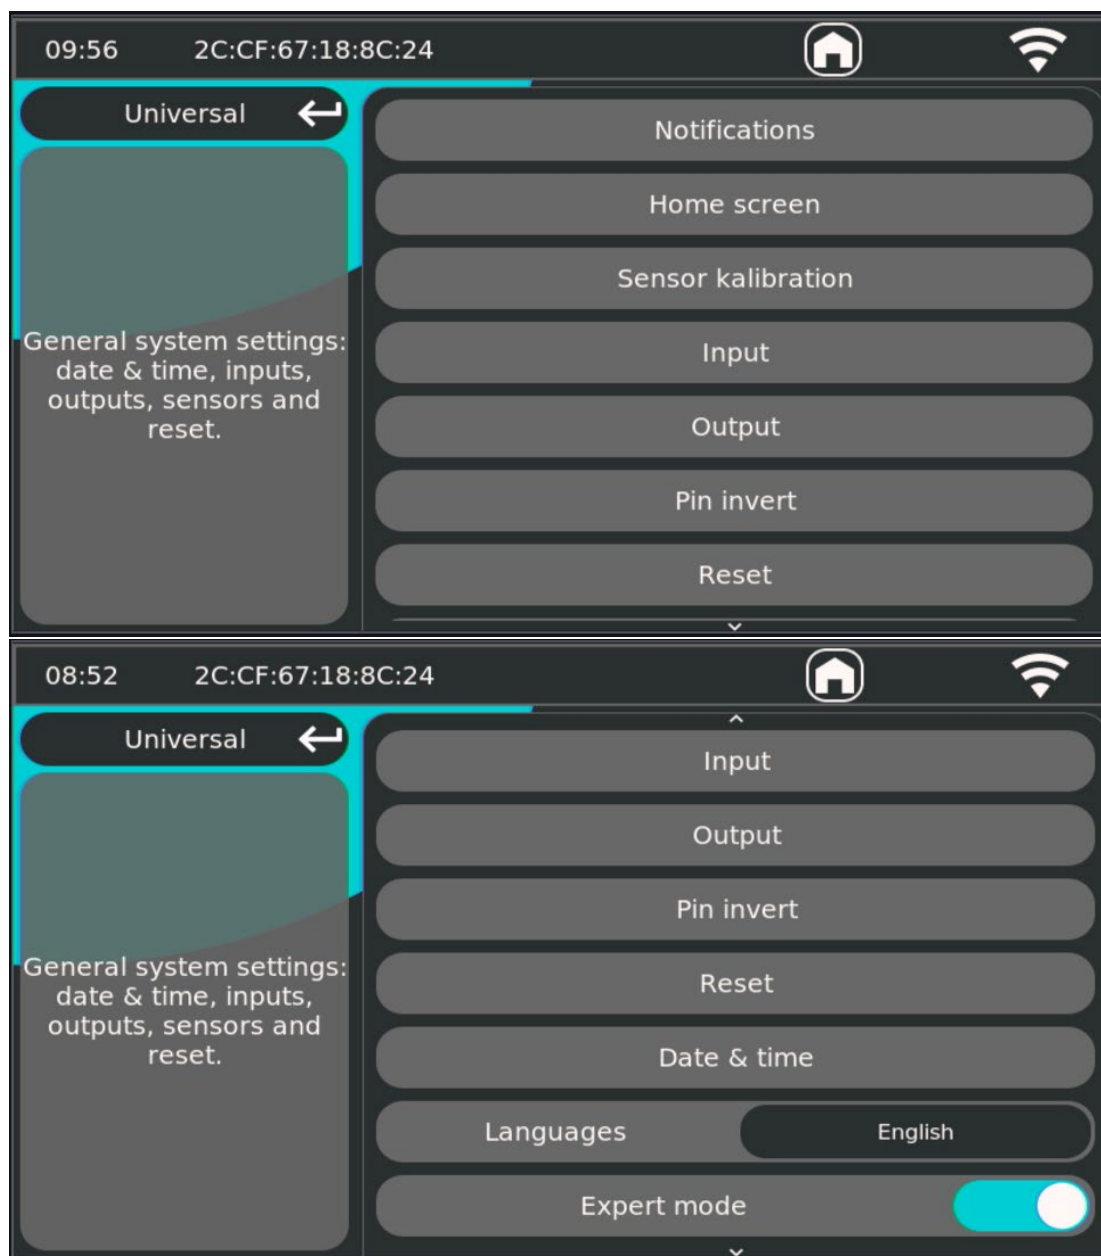 09:56 2C:CF:67:18:8C:24
Universal
General system settings:
date & time, inputs,
outputs, sensors and
reset.
Notifications
Home screen
Sensor kalibration
Input
Output
Pin invert
Reset
08:52 2C:CF:67:18:8C:24
Universal
General system settings:
date & time, inputs,
outputs, sensors and
reset.
Input
Output
Pin invert
Reset
Date & time
Languages English
Expert mode